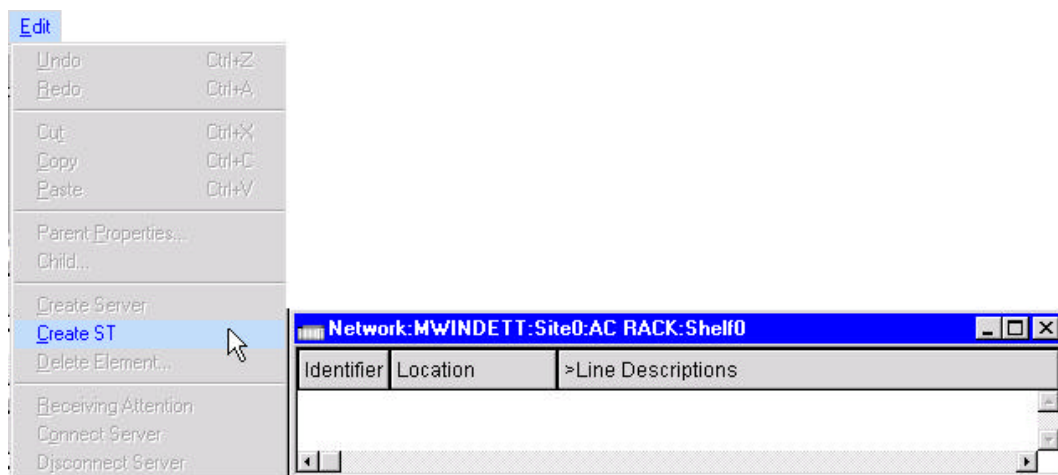 Edit
Undo Ctrl+Z
Redo Ctrl+A
Cut Ctrl+X
Copy Ctrl+C
Paste Ctrl+V
Parent Properties...
Child...
Create Server
Create ST
Delete Element...
Receiving Attention
Connect Server
Disconnect Server
Network:MWINDETT:Site0:AC RACK:Shelf0
Identifier Location >Line Descriptions